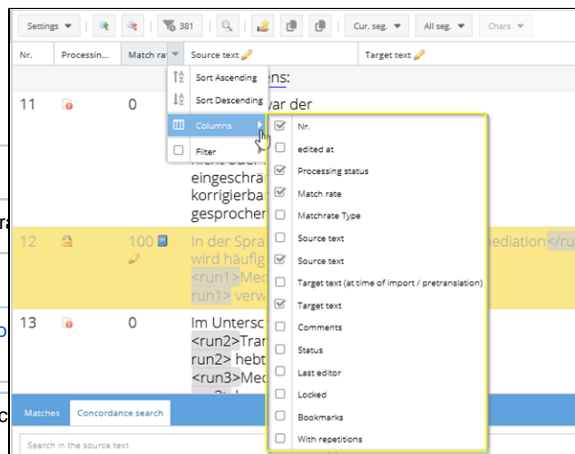 Settings 381 Cur. seg. All seg. Chars
Nr. Processin... Match ra Source text Target text
ens:
Sort Ascending
11 0 war der
Sort Descending
Columns
Nr.
edited at
Filter
Processing status
eingeschrä
Match rate
korrigierba
gesprochen
Matchrate Type
Source text
12 100 In der Spra ediation</ru
wird häufig
Source text
<run1>Med
Target text (at time of import / pretranslation)
run1> verw
Target text
13 0 Im Untersc
Comments
<run2>Tran
Status
run2> hebt
Last editor
<run3>Med
Locked
Matches Concordance search
Bookmarks
With repetitions
Search in the source text